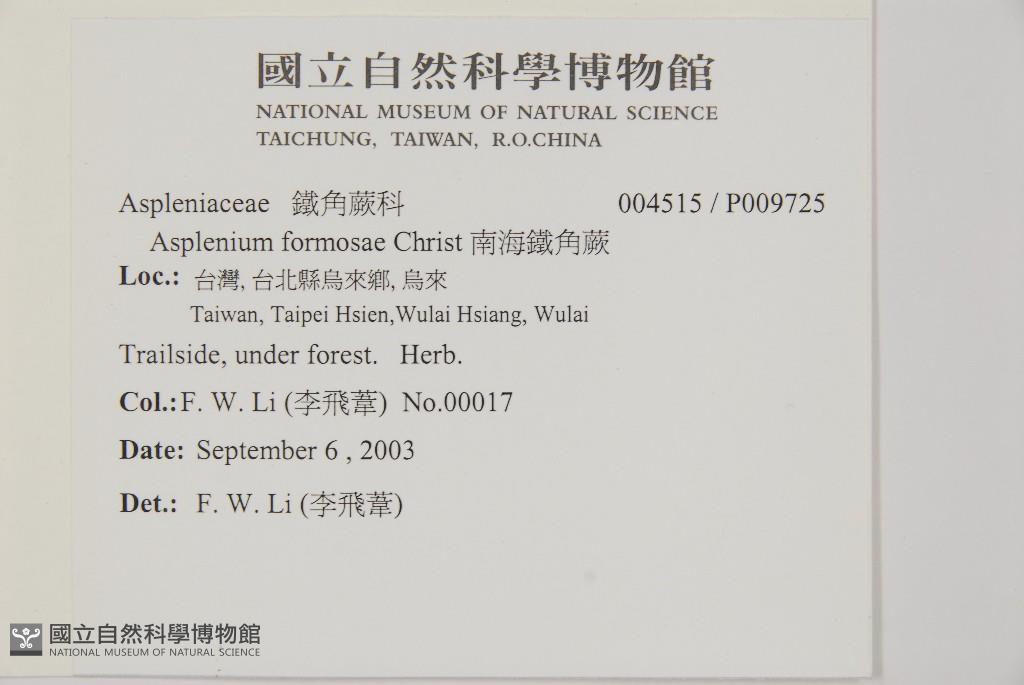 國立自然科學博物館
NATIONAL MUSEUM OF NATURAL SCIENCE
TAICHUNG, TAIWAN, R.O.CHINA
Aspleniaceae 鐵角蕨科 004515 / P009725
Asplenium formosae Christ 南海鐵角蕨
Loc.: 台灣, 台北縣烏來鄉, 烏來
Taiwan, Taipei Hsien,Wulai Hsiang, Wulai
Trailside, under forest. Herb.
Col.:F. W. Li (李飛葦) No.00017
Date: September 6 , 2003
Det.: F. W. Li (李飛葦)
國立自然科學博物館
NATIONAL MUSEUM OF NATURAL SCIENCE